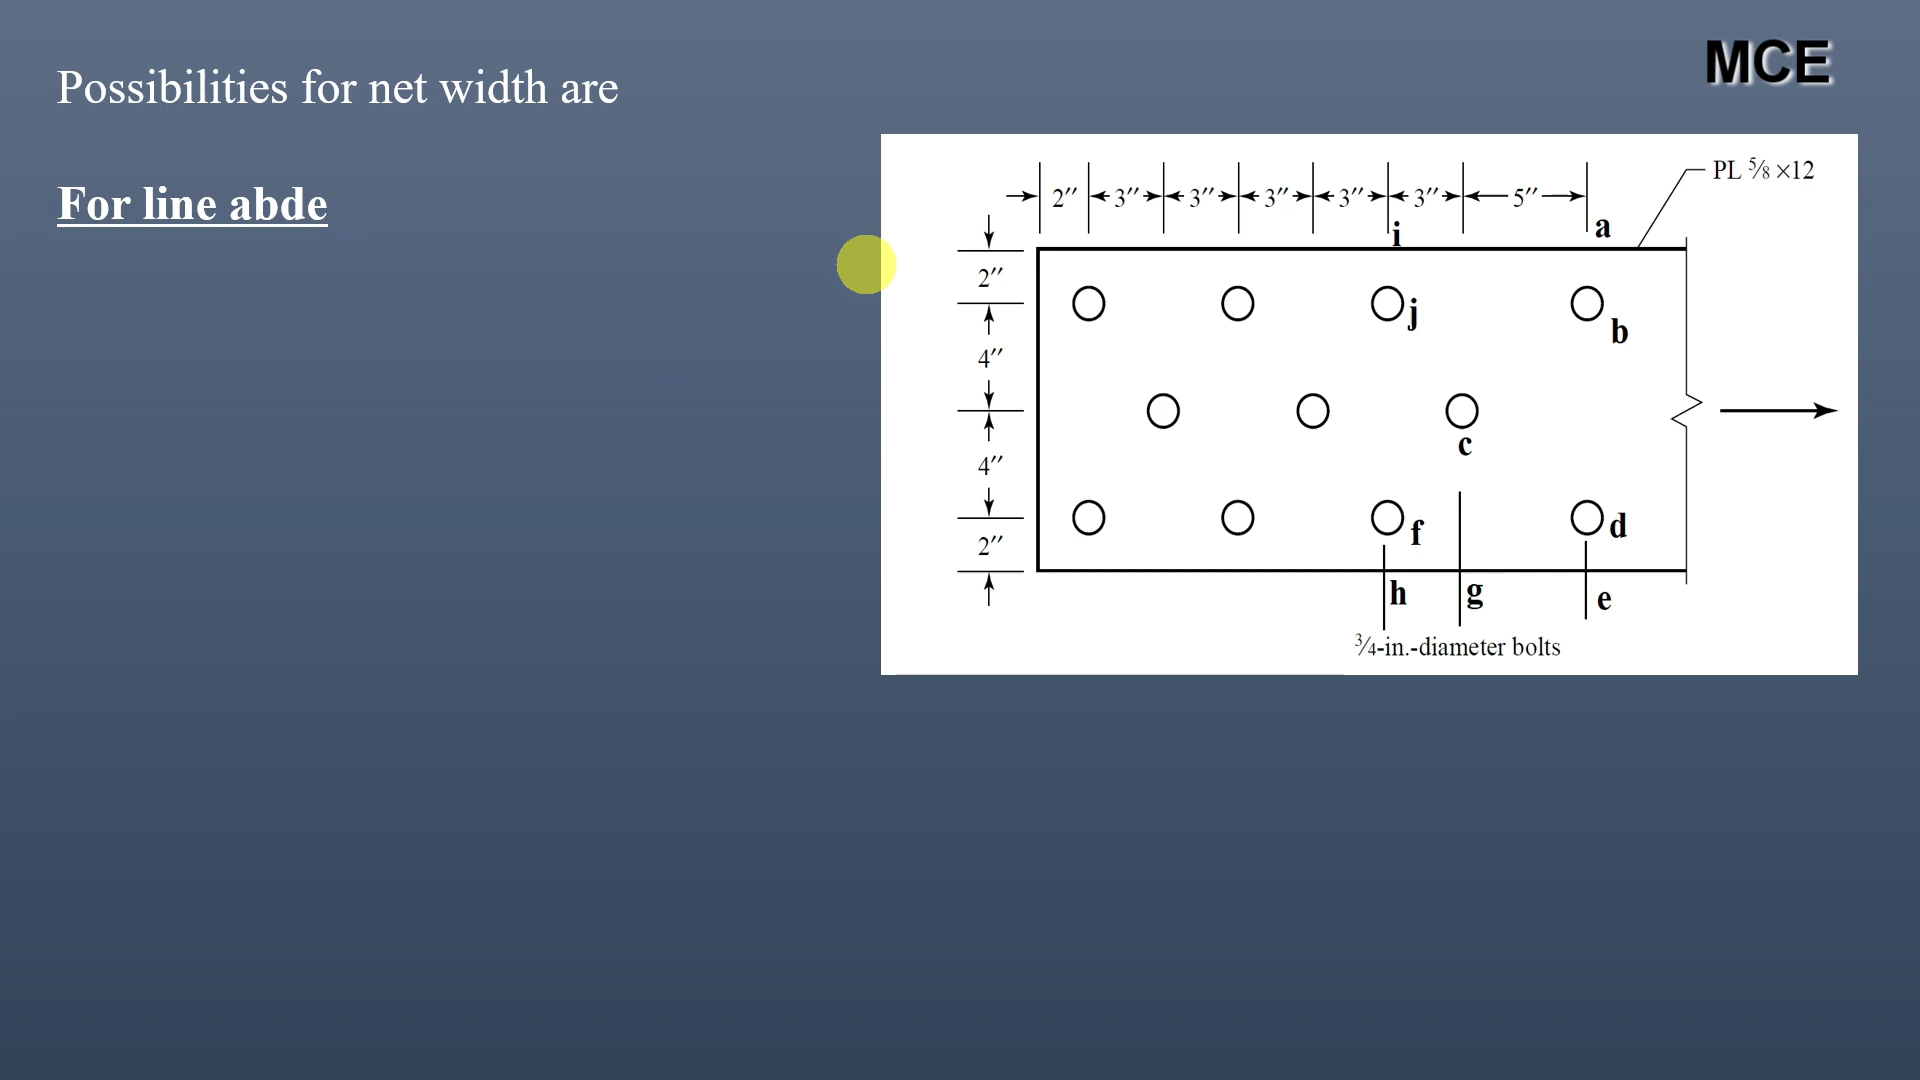 Possibilities for net width are
MCE
For line abde
PL ⅝ ×12
2″ 3″ 3″ 3″ 3″ 3″ 5″
i a
2″
j b
4″
c
4″
f d
2″
h g e
¾-in.-diameter bolts